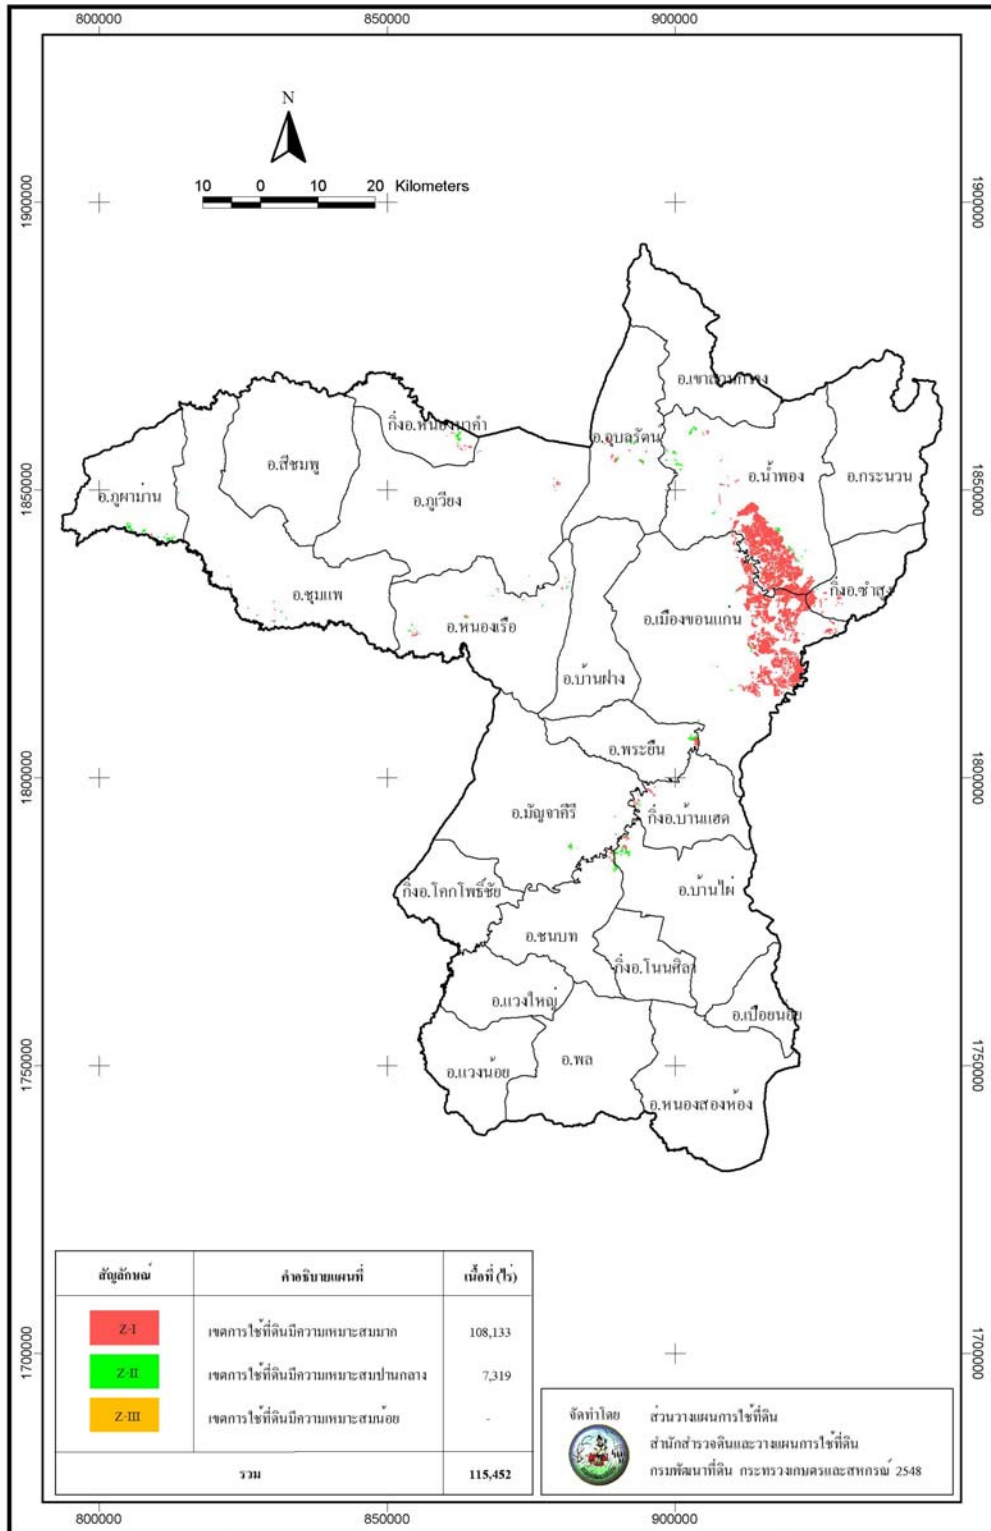 800000 850000 900000
N
10 0 10 20 Kilometers
1900000 1900000
อ.เขาสวนกวาง
กิ่งอ.หนองนาคำ
อ.อุบลรัตน์
อ.สีชมพู
อ.น้ำพอง
อ.กระนวน
1850000 1850000
อ.ภูผาม่าน
อ.ภูเวียง
อ.ชุมแพ
กิ่งอ.ซำสูง
อ.หนองเรือ
อ.เมืองขอนแก่น
อ.บ้านฝาง
อ.พระยืน
1800000 1800000
อ.มัญจาคีรี
กิ่งอ.บ้านแฮด
กิ่งอ.โคกโพธิ์ชัย
อ.บ้านไผ่
อ.ชนบท
กิ่งอ.โนนศิลา
อ.แวงใหญ่
อ.เปือยน้อย
1750000 1750000
อ.แวงน้อย
อ.พล
อ.หนองสองห้อง
สัญลักษณ์ คำอธิบายแผนที่ เนื้อที่ (ไร่)
Z-I เขตการใช้ที่ดินมีความเหมาะสมมาก 108,133
Z-II เขตการใช้ที่ดินมีความเหมาะสมปานกลาง 7,319
Z-III เขตการใช้ที่ดินมีความเหมาะสมน้อย -
รวม 115,452
1700000 1700000
จัดทำโดย ส่วนวางแผนการใช้ที่ดิน
สำนักสำรวจดินและวางแผนการใช้ที่ดิน
กรมพัฒนาที่ดิน กระทรวงเกษตรและสหกรณ์ 2548
800000 850000 900000